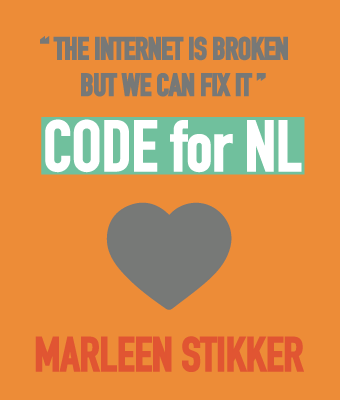 “ THE INTERNET IS BROKEN
BUT WE CAN FIX IT ”
CODE for NL
MARLEEN STIKKER